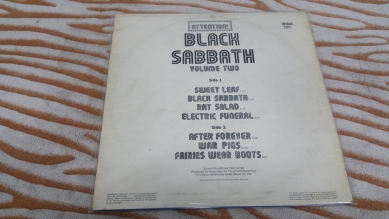 ATTENTION!
BLACK
SABBATH
VOLUME TWO
Side 1
SWEET LEAF
BLACK SABBATH
RAT SALAD
ELECTRIC FUNERAL
Side 2
AFTER FOREVER
WAR PIGS
FAIRIES WEAR BOOTS